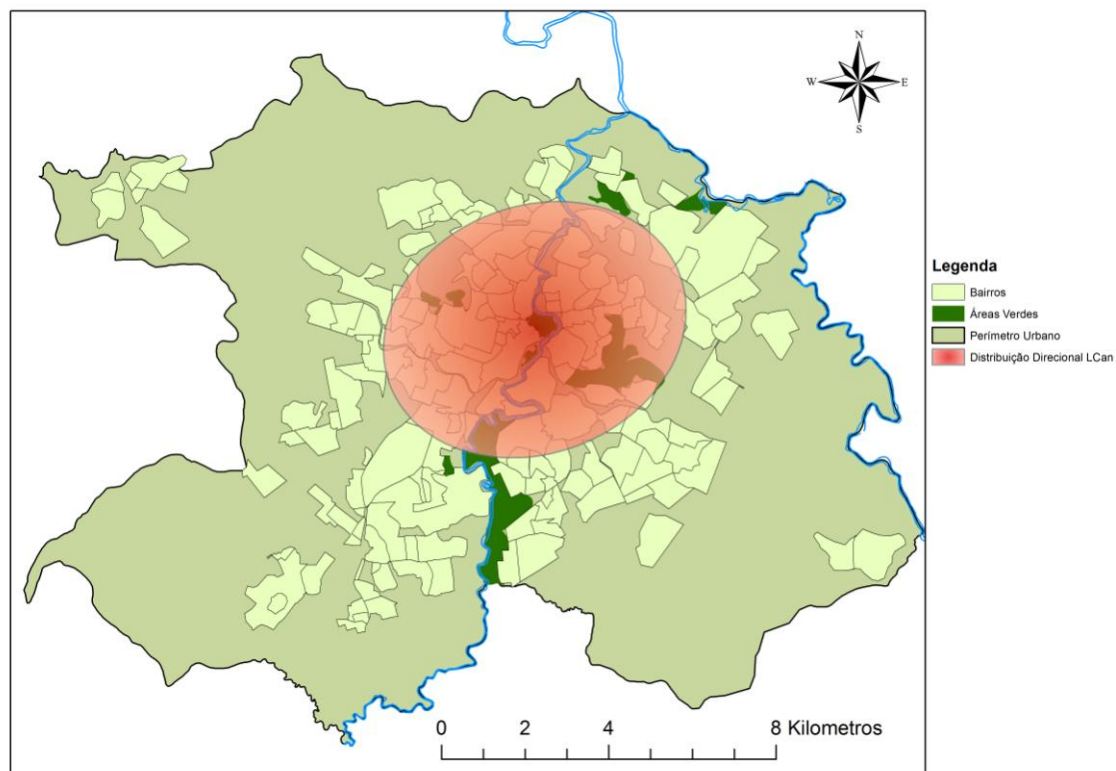 N
W E
S
Legenda
Bairros
Áreas Verdes
Perímetro Urbano
Distribuição Direcional LCan
0 2 4 8 Kilometros